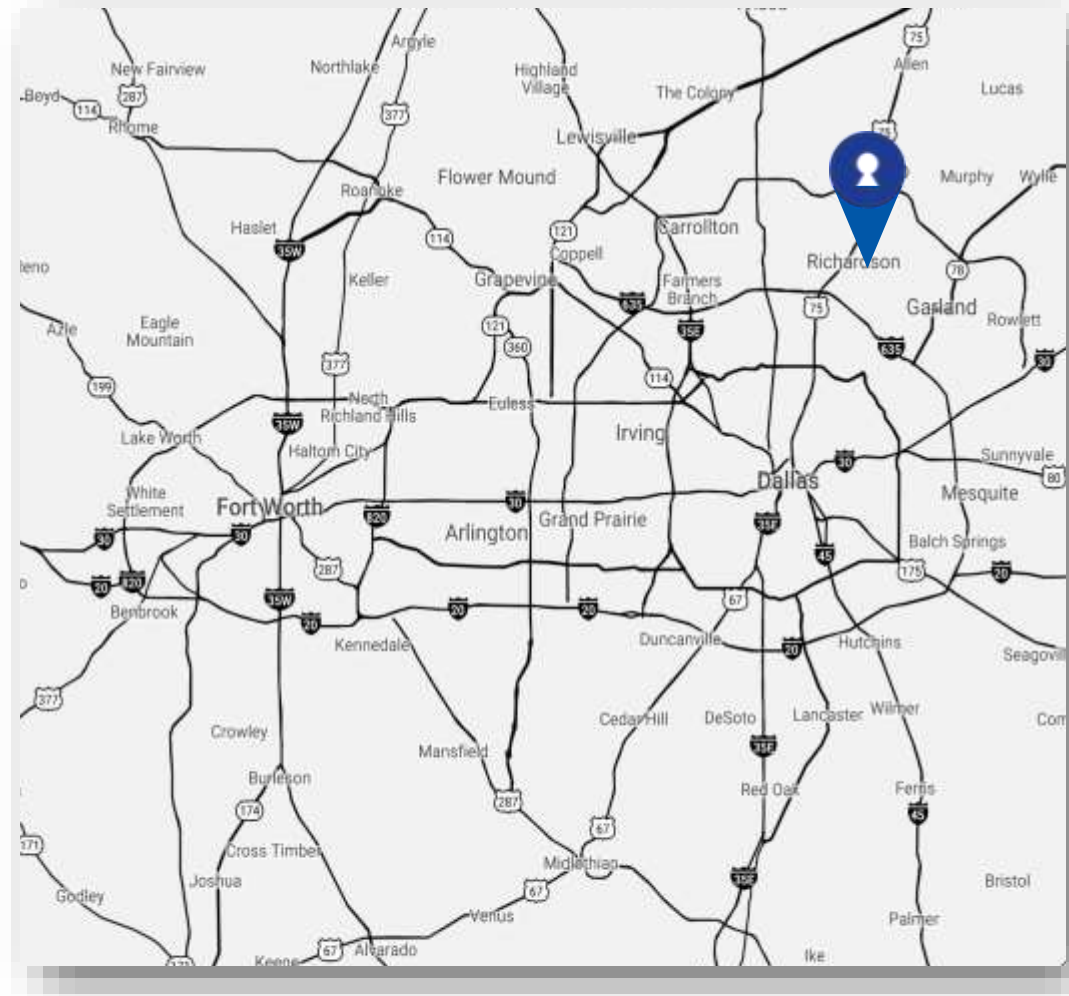 Argyle
75
New Fairview
Northlake
Highland
Village
Allen
Boyd
287
114
377
The Colony
Lucas
Rhome
Lewisville
75
Roanoke
Flower Mound
Murphy
Wylie
Haslet
35W
114
121
Carrollton
Coppell
Richardson
Keller
Grapevine
Farmers
Branch
78
635
75
Garland
Azle
Eagle
Mountain
121
35E
Rowlett
360
635
377
114
30
199
North
Richland Hills
Euless
35W
Lake Worth
Haltom City
Irving
30
Sunnyvale
80
Dallas
White
Settlement
Fort Worth
30
Mesquite
820
Arlington
Grand Prairie
35E
30
30
45
Balch Springs
287
175
20
820
20
Benbrook
35W
20
20
20
67
Kennedale
Duncanville
20
Hutchins
377
Crowley
Cedar Hill
DeSoto
Lancaster
Wilmer
Mansfield
35E
Burleson
287
Red Oak
Ferris
174
67
45
171
Cross Timber
Midlothian
Joshua
67
35E
Bristol
Godley
Venus
Palmer
67
Alvarado
Ike
Keene